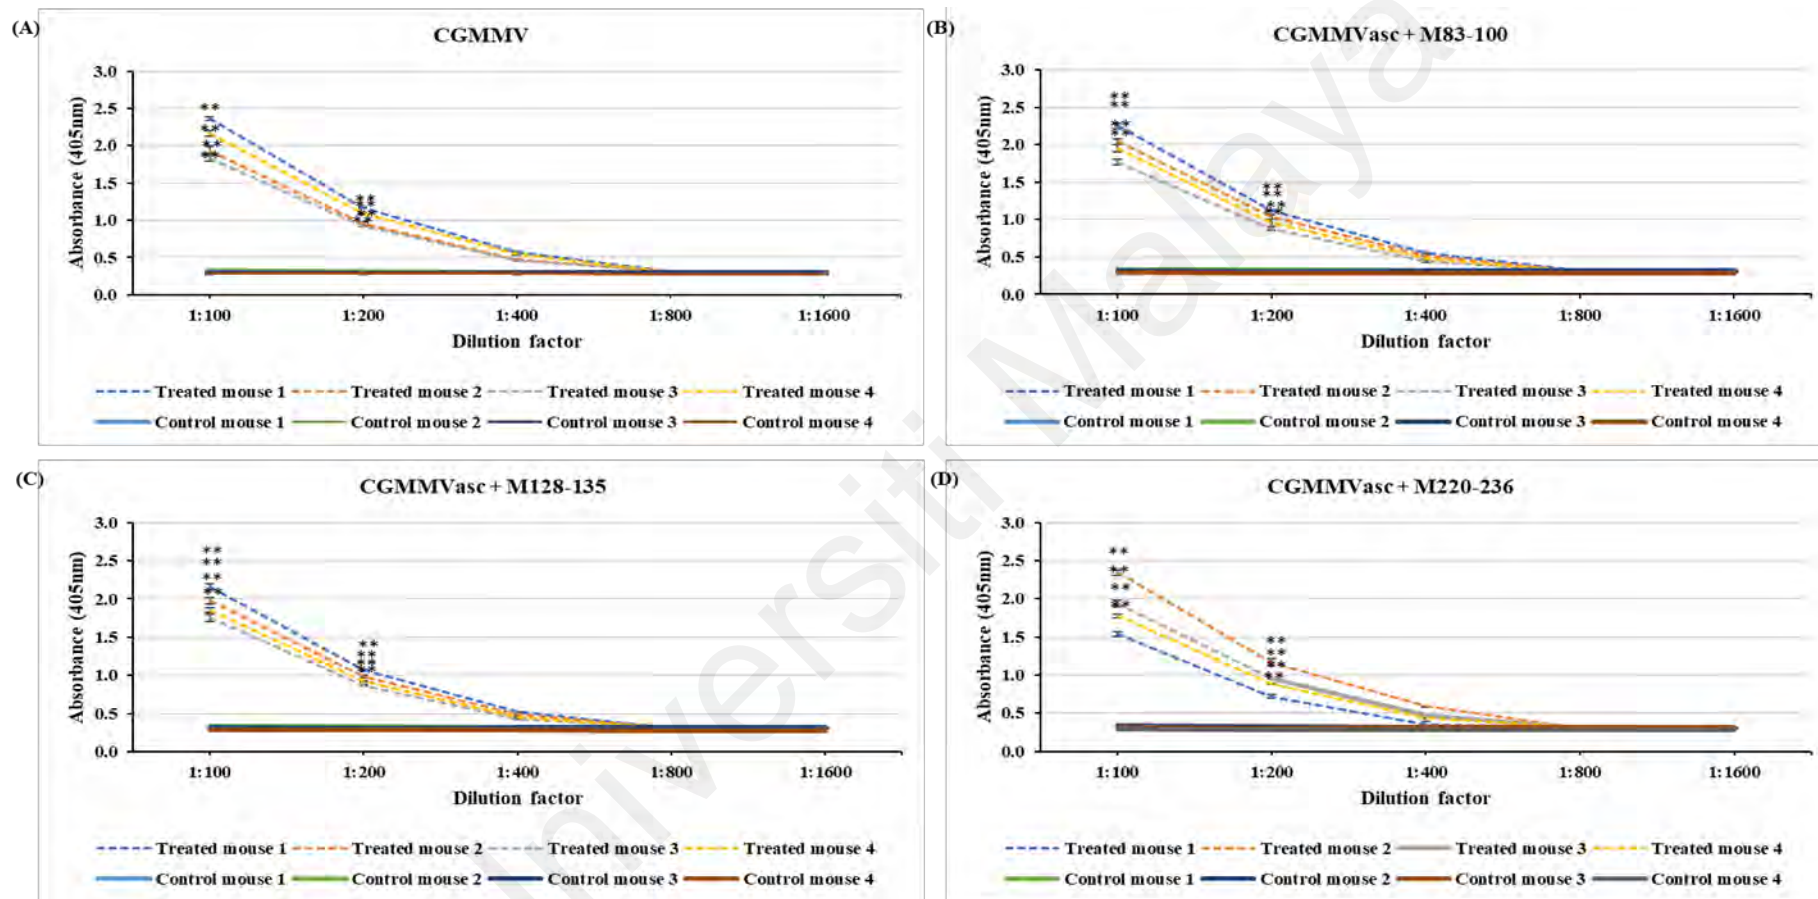 (A)
CGMMV
Absorbance (405nm)
3.0
2.5
2.0
1.5
1.0
0.5
0.0
** ** ** **
** ** ** **
1:100 1:200 1:400 1:800 1:1600
Dilution factor
Treated mouse 1 Treated mouse 2 Treated mouse 3 Treated mouse 4
Control mouse 1 Control mouse 2 Control mouse 3 Control mouse 4
(B)
CGMMVasc + M83-100
Absorbance (405nm)
3.0
2.5
2.0
1.5
1.0
0.5
0.0
** ** ** **
** ** ** **
1:100 1:200 1:400 1:800 1:1600
Dilution factor
Treated mouse 1 Treated mouse 2 Treated mouse 3 Treated mouse 4
Control mouse 1 Control mouse 2 Control mouse 3 Control mouse 4
(C)
CGMMVasc + M128-135
Absorbance (405nm)
3.0
2.5
2.0
1.5
1.0
0.5
0.0
** ** ** **
** ** ** **
1:100 1:200 1:400 1:800 1:1600
Dilution factor
Treated mouse 1 Treated mouse 2 Treated mouse 3 Treated mouse 4
Control mouse 1 Control mouse 2 Control mouse 3 Control mouse 4
(D)
CGMMVasc + M220-236
Absorbance (405nm)
3.0
2.5
2.0
1.5
1.0
0.5
0.0
** ** ** **
** ** ** **
1:100 1:200 1:400 1:800 1:1600
Dilution factor
Treated mouse 1 Treated mouse 2 Treated mouse 3 Treated mouse 4
Control mouse 1 Control mouse 2 Control mouse 3 Control mouse 4
Universiti Malaya